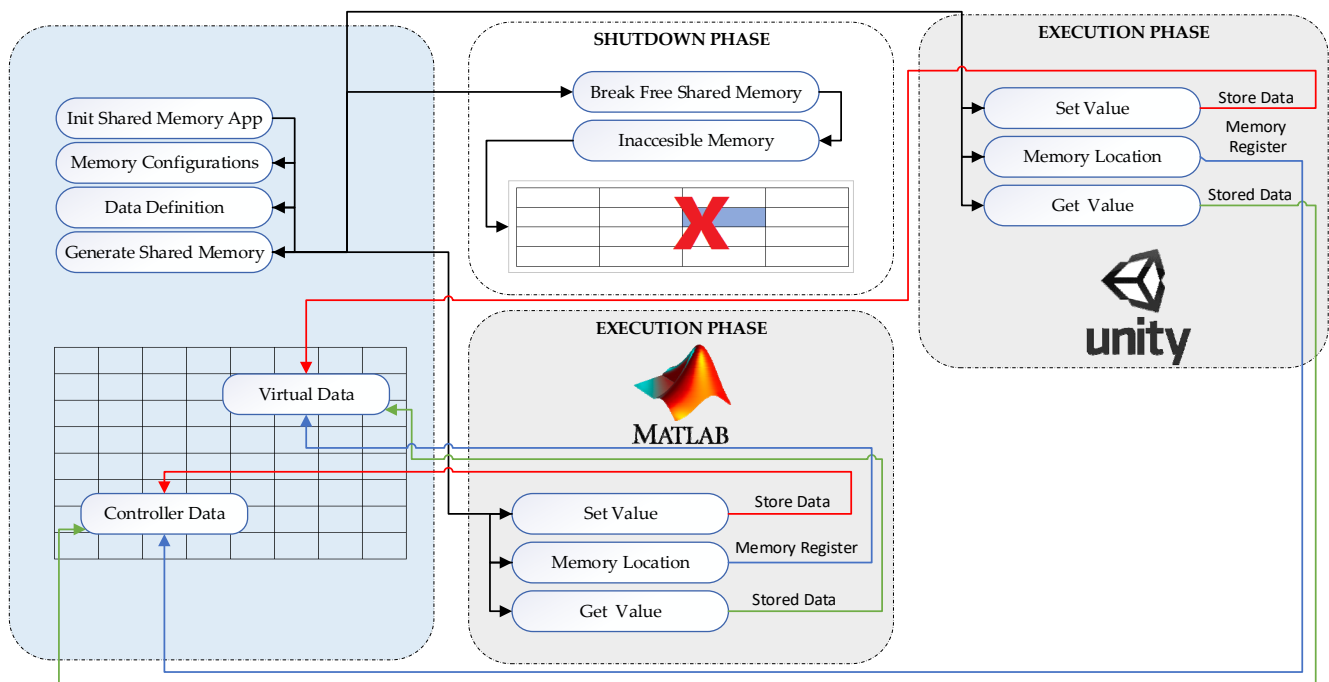 Init Shared Memory App
Memory Configurations
Data Definition
Generate Shared Memory
Virtual Data
Controller Data
SHUTDOWN PHASE
Break Free Shared Memory
Inaccesible Memory
X
EXECUTION PHASE
MATLAB
Set Value
Store Data
Memory Location
Memory Register
Get Value
Stored Data
EXECUTION PHASE
Set Value
Store Data
Memory Location
Memory
Register
Get Value
Stored Data
unity